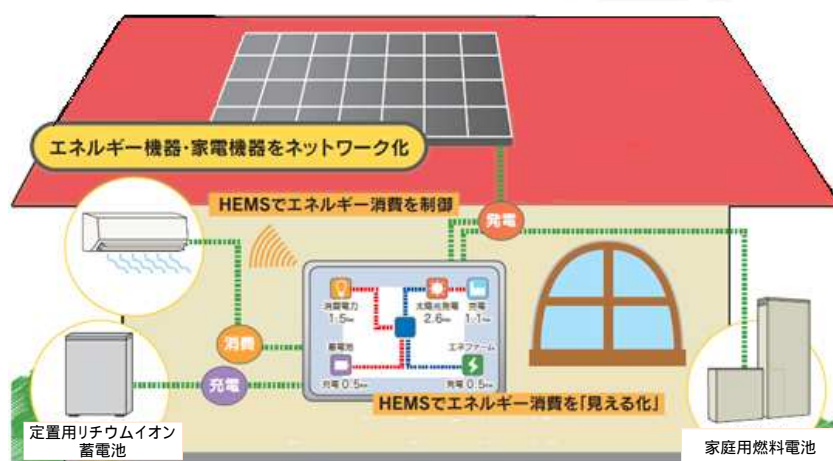 エネルギー機器・家電機器をネットワーク化
HEMSでエネルギー消費を制御
発電
消費電力
1.5kw
太陽光発電
2.6kw
売電
1.1kw
消費
蓄電池
充電 0.5kw
エネファーム
発電 0.5kw
充電
HEMSでエネルギー消費を「見える化」
定置用リチウムイオン
蓄電池
家庭用燃料電池